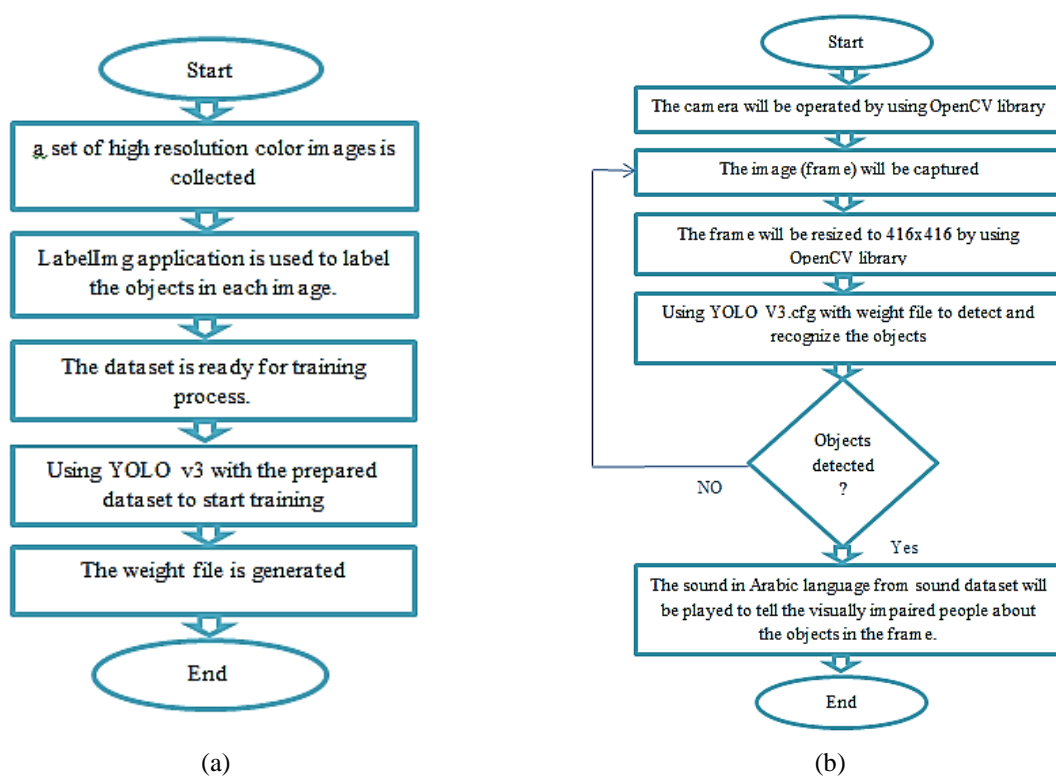 Start
a set of high resolution color images is
collected
LabelImg application is used to label
the objects in each image.
The dataset is ready for training
process.
Using YOLO v3 with the prepared
dataset to start training
The weight file is generated
End
(a)
Start
The camera will be operated by using OpenCV library
The image (frame) will be captured
The frame will be resized to 416x416 by using
OpenCV library
Using YOLO V3.cfg with weight file to detect and
recognize the objects
Objects
detected
?
NO
Yes
The sound in Arabic language from sound dataset will
be played to tell the visually impaired people about
the objects in the frame.
End
(b)